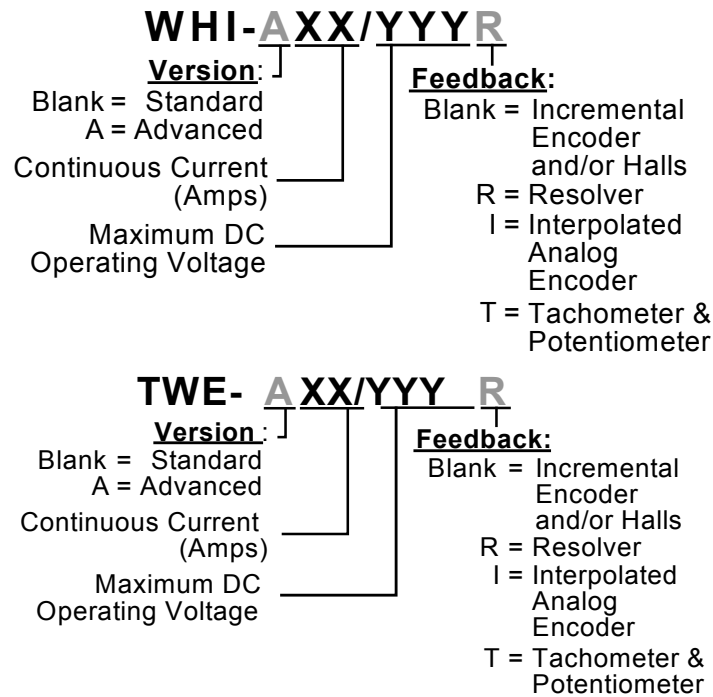 WHI-AXX/YYYR
Version:
Blank = Standard
A = Advanced
Continuous Current
(Amps)
Maximum DC
Operating Voltage
Feedback:
Blank = Incremental
Encoder
and/or Halls
R = Resolver
I = Interpolated
Analog
Encoder
T = Tachometer &
Potentiometer
TWE- AXX/YYY R
Version :
Blank = Standard
A = Advanced
Continuous Current
(Amps)
Maximum DC
Operating Voltage
Feedback:
Blank = Incremental
Encoder
and/or Halls
R = Resolver
I = Interpolated
Analog
Encoder
T = Tachometer &
Potentiometer